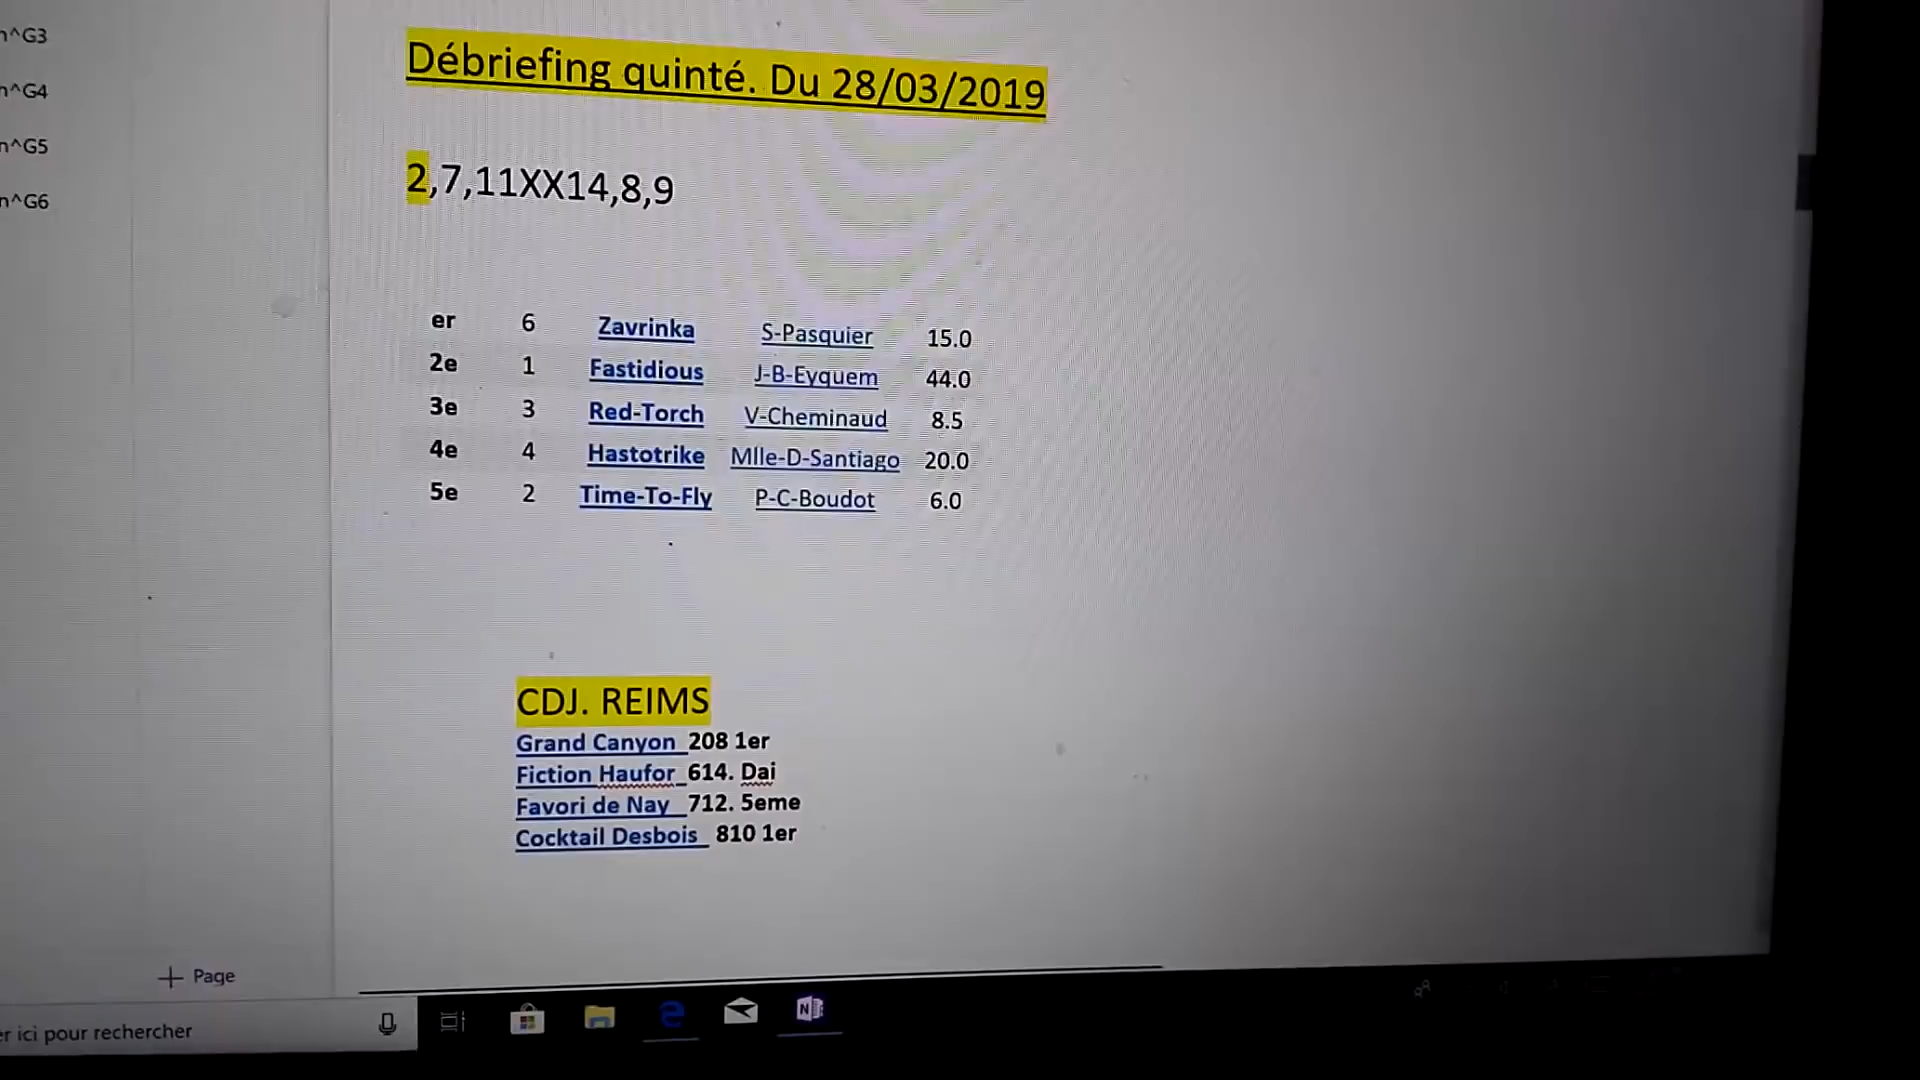 n^G3
n^G4
n^G5
n^G6
Débriefing quinté. Du 28/03/2019
2,7,11XX14,8,9
er 6 Zavrinka S-Pasquier 15.0
2e 1 Fastidious J-B-Eyquem 44.0
3e 3 Red-Torch V-Cheminaud 8.5
4e 4 Hastotrike Mlle-D-Santiago 20.0
5e 2 Time-To-Fly P-C-Boudot 6.0
CDJ. REIMS
Grand Canyon 208 1er
Fiction Haufor 614. Dai
Favori de Nay 712. 5eme
Cocktail Desbois 810 1er
+ Page
er ici pour rechercher